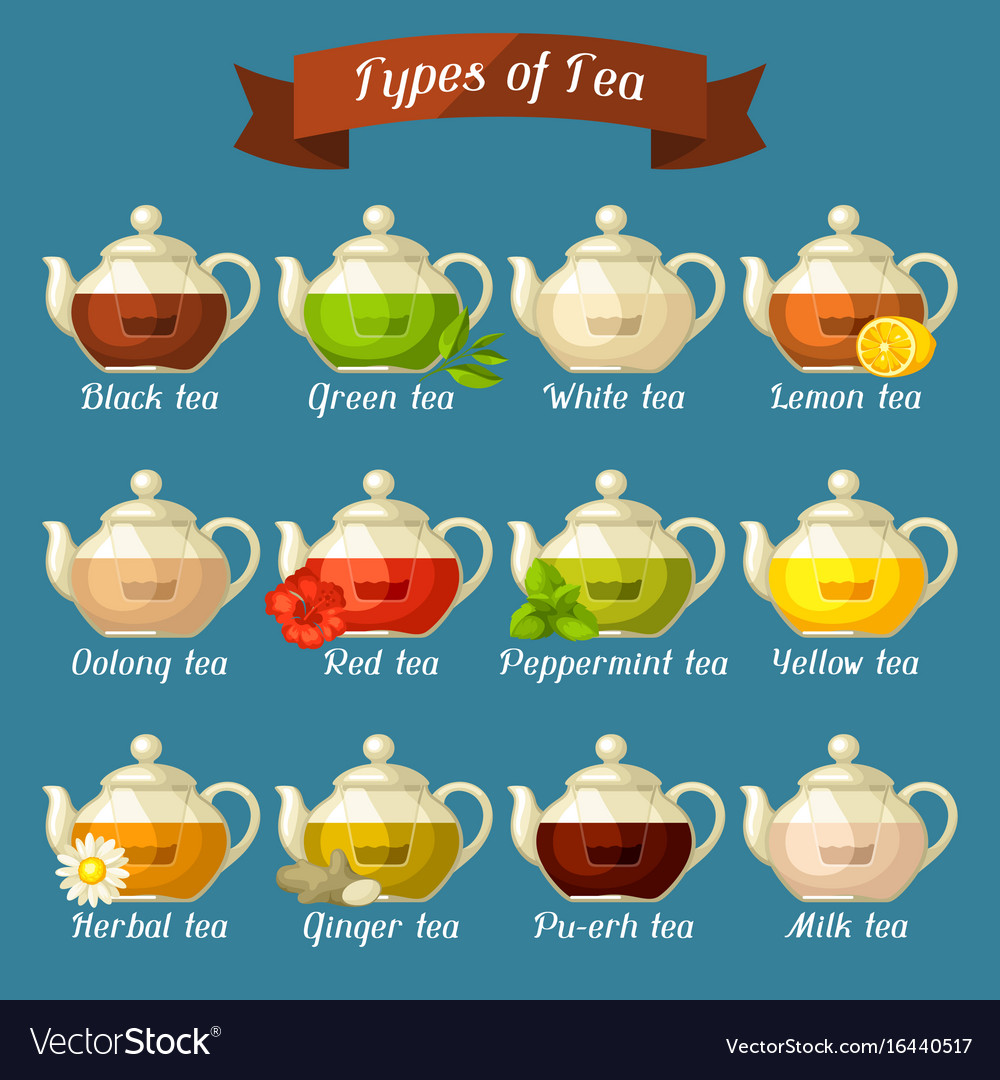 Types of Tea
Black tea
Green tea
White tea
Lemon tea
Oolong tea
Red tea
Peppermint tea
Yellow tea
Herbal tea
Ginger tea
Pu-erh tea
Milk tea
VectorStock®
VectorStock.com/16440517